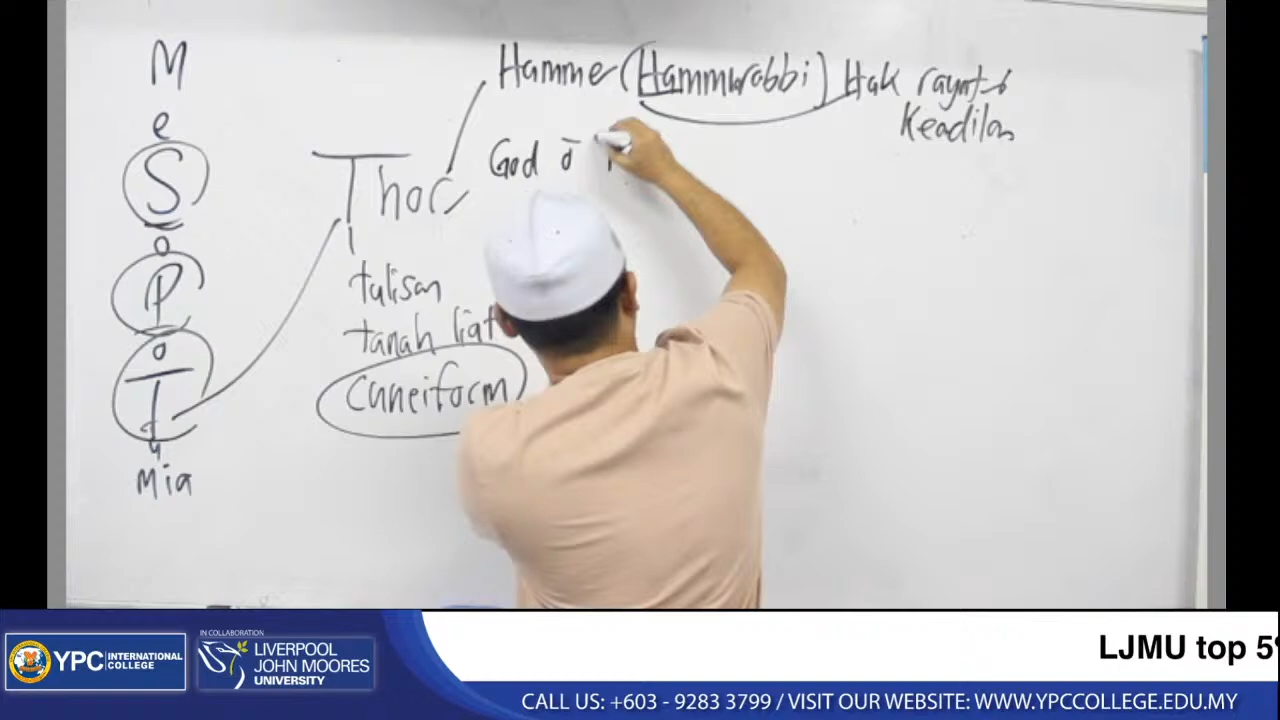 M
e
S
o
P
o
T
a
Mia
Thor
Hamme (Hammurabbi) Hak rayat
Keadilan
God
tulisan
tanah liat
cuneiform
YPC INTERNATIONAL
COLLEGE
IN COLLABORATION
LIVERPOOL
JOHN MOORES
UNIVERSITY
LJMU top 5
CALL US: +603 - 9283 3799 / VISIT OUR WEBSITE: WWW.YPCCOLLEGE.EDU.MY